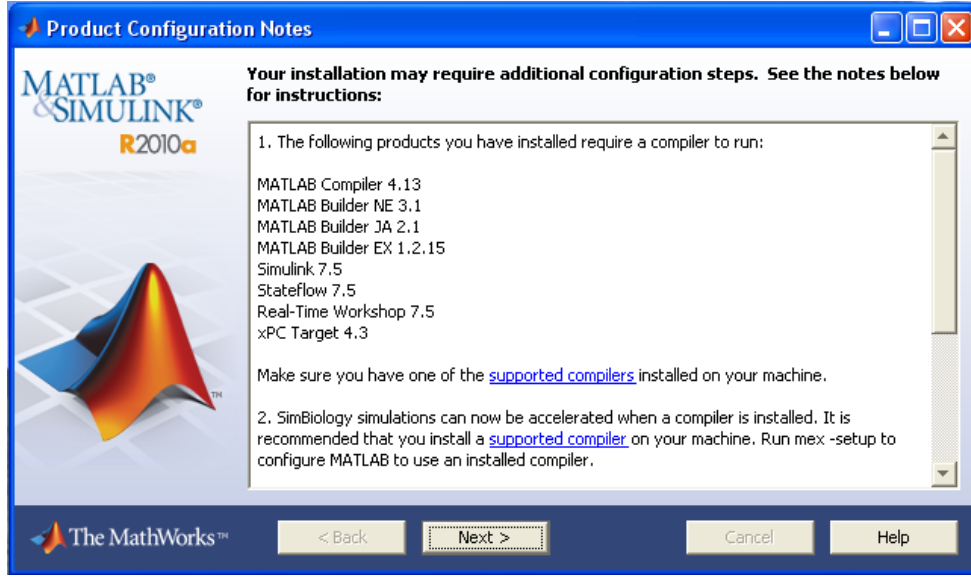 Product Configuration Notes
MATLAB®
&SIMULINK®
R2010a
Your installation may require additional configuration steps. See the notes below
for instructions:
1. The following products you have installed require a compiler to run:
MATLAB Compiler 4.13
MATLAB Builder NE 3.1
MATLAB Builder JA 2.1
MATLAB Builder EX 1.2.15
Simulink 7.5
Stateflow 7.5
Real-Time Workshop 7.5
xPC Target 4.3
Make sure you have one of the supported compilers installed on your machine.
2. SimBiology simulations can now be accelerated when a compiler is installed. It is
recommended that you install a supported compiler on your machine. Run mex -setup to
configure MATLAB to use an installed compiler.
TM
The MathWorks™
< Back
Next >
Cancel
Help